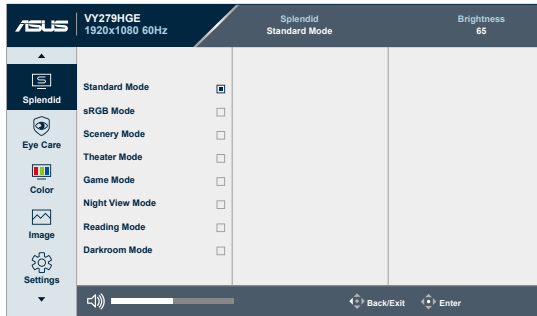 ASUS
VY279HGE
1920x1080 60Hz
Splendid
Standard Mode
Brightness
65
Splendid
Eye Care
Color
Image
Settings
Standard Mode
sRGB Mode
Scenery Mode
Theater Mode
Game Mode
Night View Mode
Reading Mode
Darkroom Mode
Back/Exit
Enter